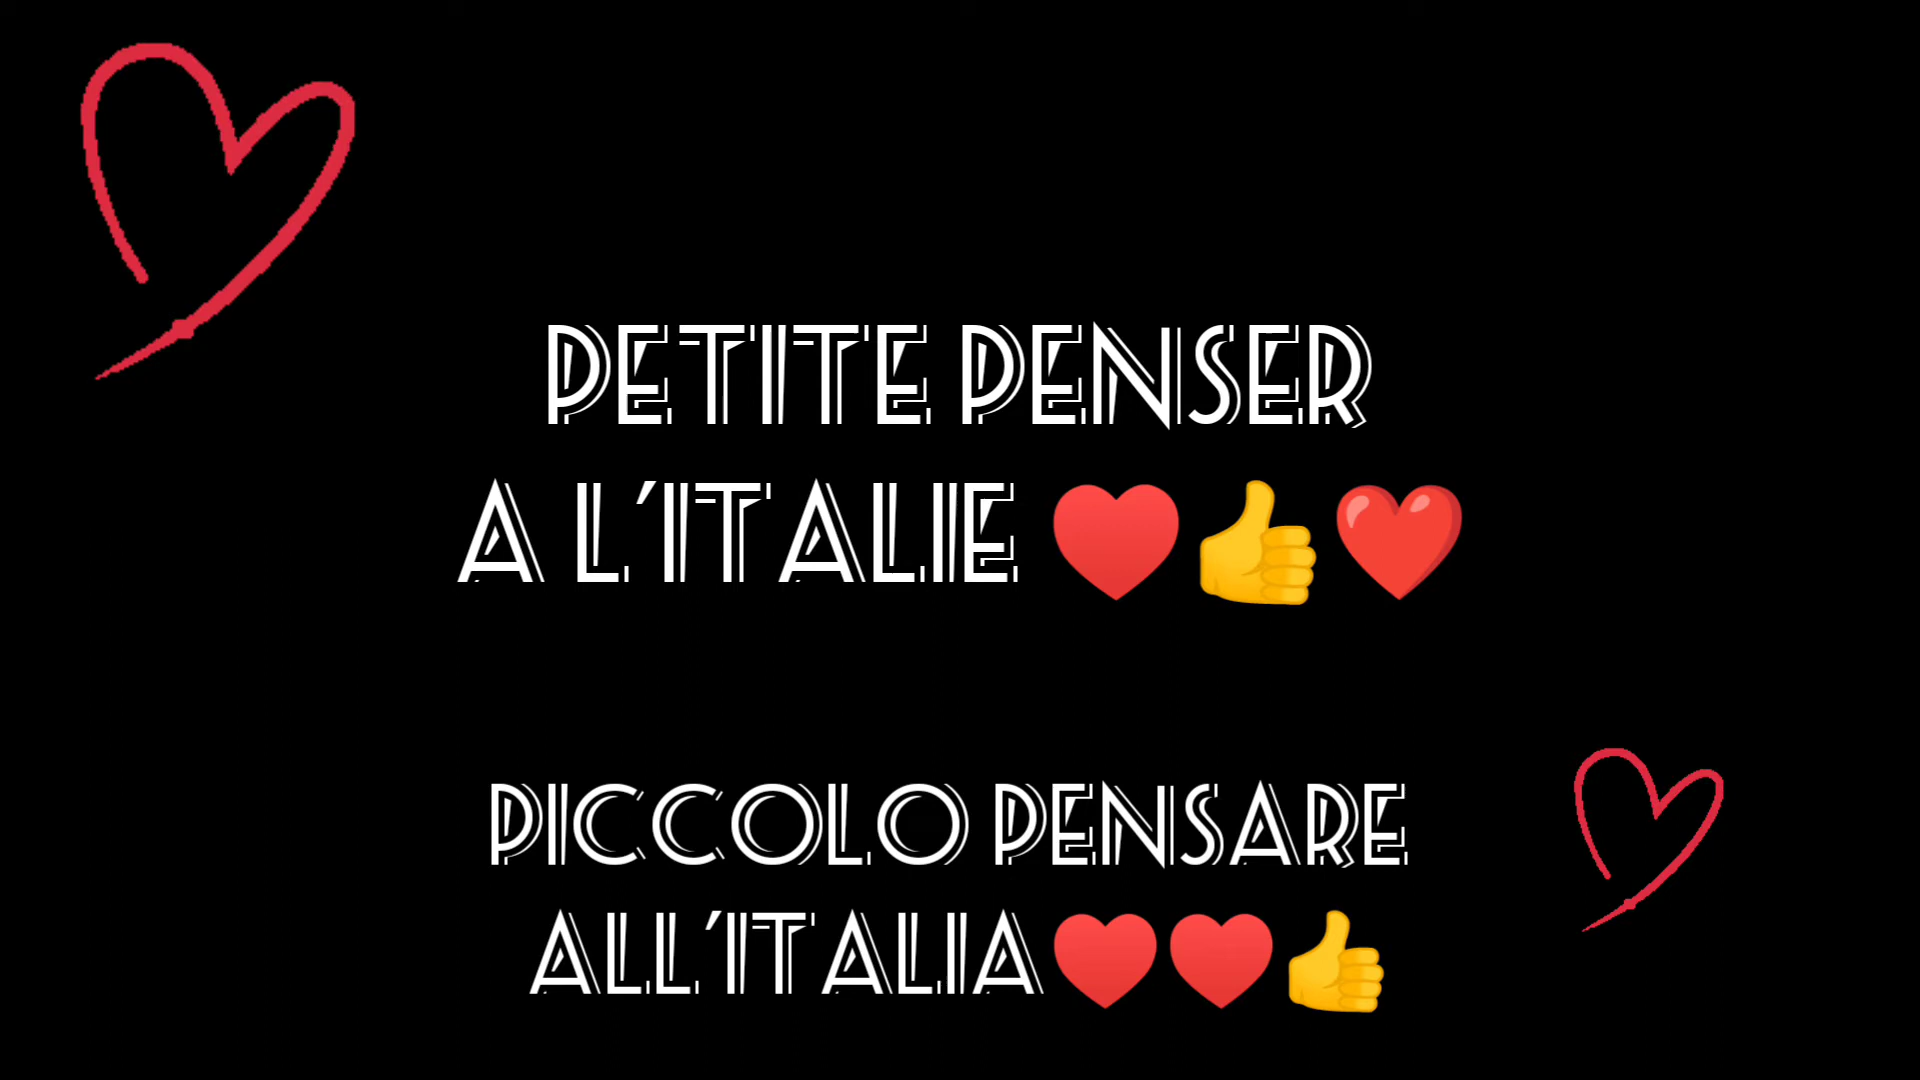 PETITE PENSER
A L'ITALIE ♥️👍❤️
PICCOLO PENSARE
ALL'ITALIA♥️♥️👍